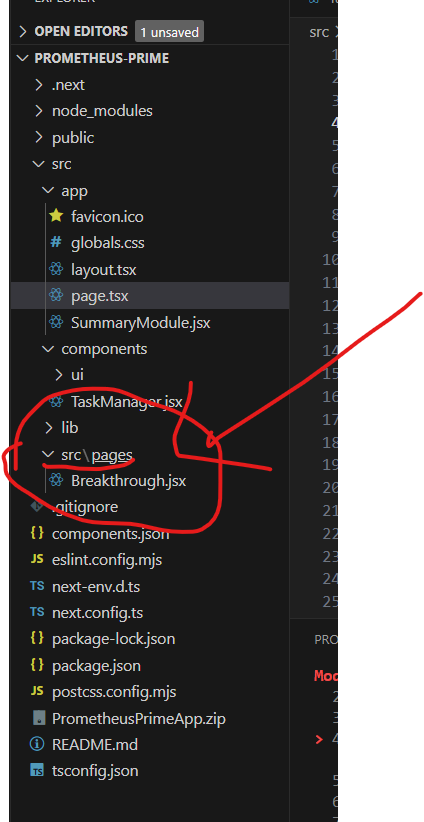 OPEN EDITORS 1 unsaved
PROMETHEUS-PRIME
.next
node_modules
public
src
app
favicon.ico
globals.css
layout.tsx
page.tsx
SummaryModule.jsx
components
ui
TaskManager.jsx
lib
src\pages
Breakthrough.jsx
.gitignore
components.json
eslint.config.mjs
next-env.d.ts
next.config.ts
package-lock.json
package.json
postcss.config.mjs
PrometheusPrimeApp.zip
README.md
tsconfig.json
src
1
2
3
4
5
6
7
8
9
10
11
12
13
14
15
16
17
18
19
20
21
22
23
24
25
PRO
Mod
2
3
> 4
5
6
7